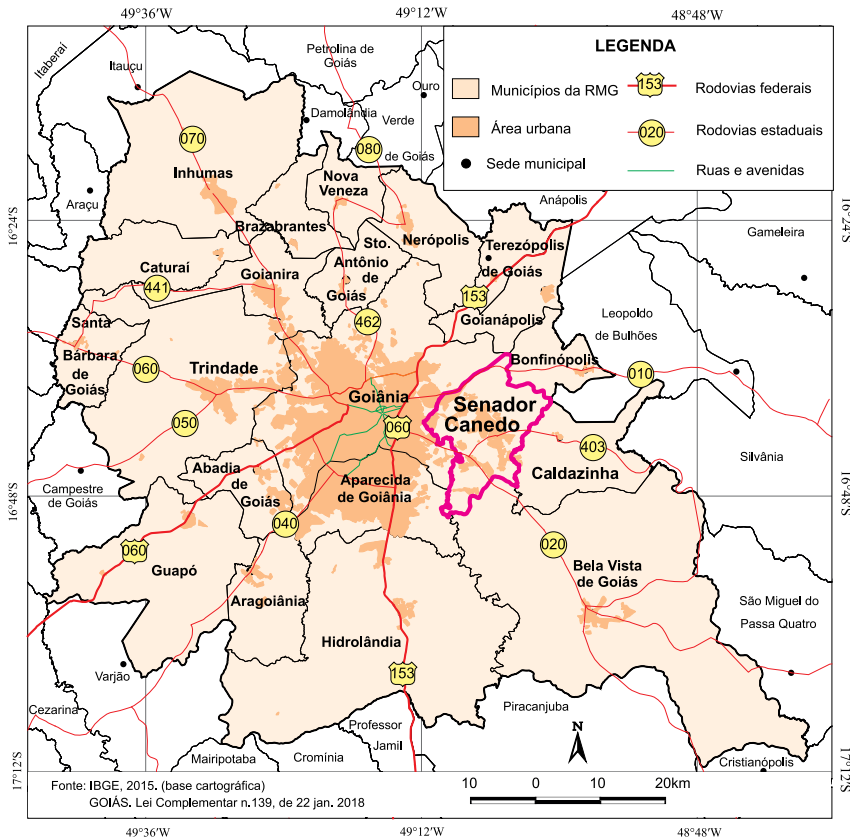 49°36'W
49°12'W
48°48'W
Itaberaí
Itauçu
Petrolina de
Goiás
Ouro
Verde
de Goiás
Damolândia
LEGENDA
Municípios da RMG
Área urbana
Sede municipal
153
Rodovias federais
020
Rodovias estaduais
Ruas e avenidas
070
080
Inhumas
Nova
Veneza
Araçu
Anápolis
16°24'S
16°24'S
Brazabrantes
Nerópolis
Sto.
Antônio
de
Goiás
Terezópolis
de Goiás
Gameleira
Caturaí
Goianira
441
153
462
Goianápolis
Leopoldo
de Bulhões
Santa
Bárbara
de
Goiás
060
Trindade
Bonfinópolis
010
Goiânia
Senador
Canedo
050
060
403
Silvânia
Abadia
de
Goiás
Aparecida
de Goiânia
Caldazinha
Campestre
de Goiás
16°48'S
16°48'S
040
020
060
Guapó
Bela Vista
de Goiás
Aragoiânia
São Miguel do
Passa Quatro
Hidrolândia
Varjão
153
Cezarina
Piracanjuba
Professor
Jamil
N
Mairipotaba
Cromínia
Cristianópolis
17°12'S
17°12'S
Fonte: IBGE, 2015. (base cartográfica)
GOIÁS. Lei Complementar n.139, de 22 jan. 2018
10 0 10 20km
49°36'W
49°12'W
48°48'W